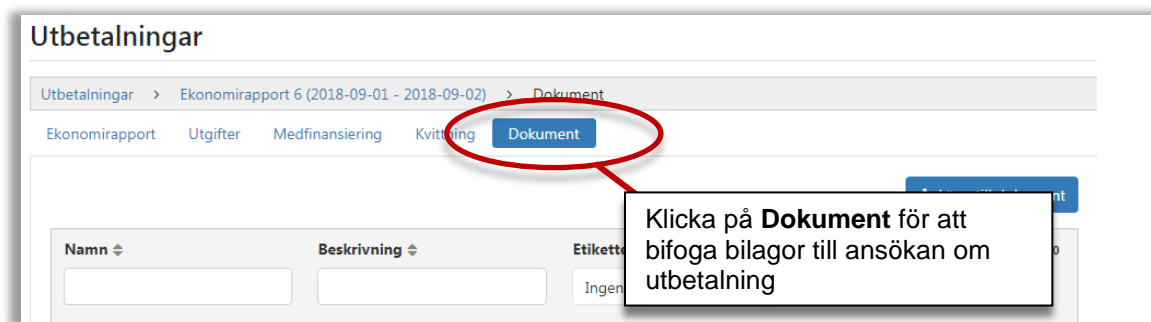 Utbetalningar
Utbetalningar > Ekonomirapport 6 (2018-09-01 - 2018-09-02) > Dokument
Ekonomirapport Utgifter Medfinansiering Kvittning Dokument
Klicka på Dokument för att
bifoga bilagor till ansökan om
utbetalning
Namn Beskrivning